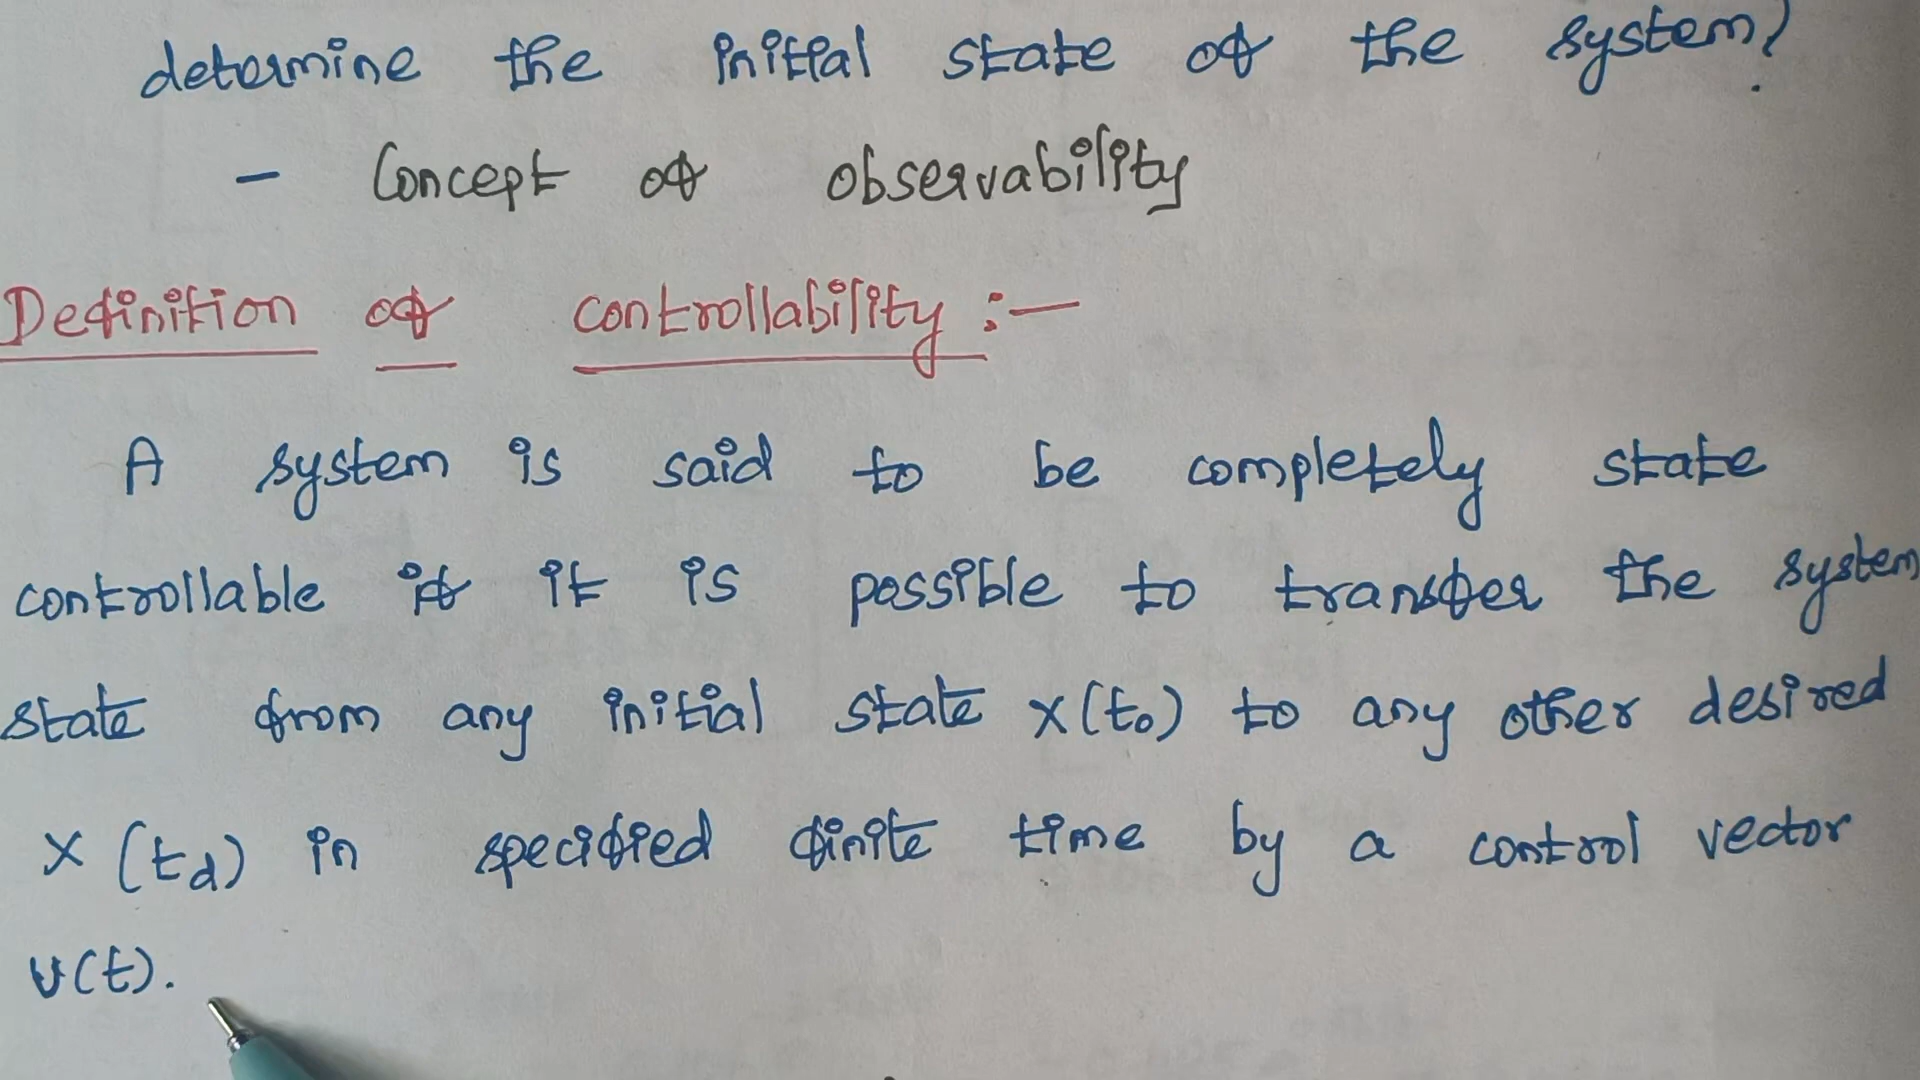 determine the initial state of the system?
- Concept of observability
Definition of controllability :-
A system is said to be completely state
controllable if it is possible to transfer the system
state from any initial state x(t₀) to any other desired
x (td) in specified finite time by a control vector
U(t).